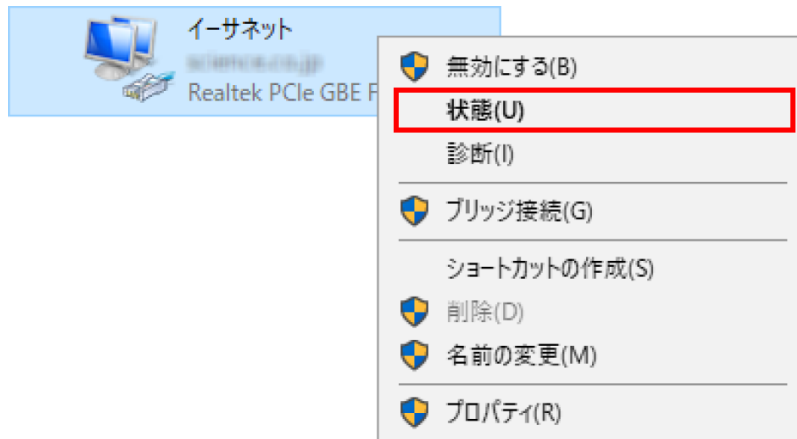 イーサネット
Realtek PCIe GBE F
無効にする(B)
状態(U)
診断(I)
ブリッジ接続(G)
ショートカットの作成(S)
削除(D)
名前の変更(M)
プロパティ(R)